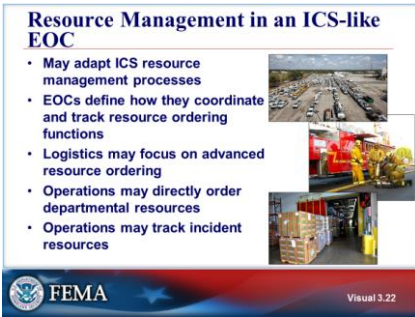 Resource Management in an ICS-like
EOC
• May adapt ICS resource
management processes
• EOCs define how they coordinate
and track resource ordering
functions
• Logistics may focus on advanced
resource ordering
• Operations may directly order
departmental resources
• Operations may track incident
resources
FEMA
Visual 3.22